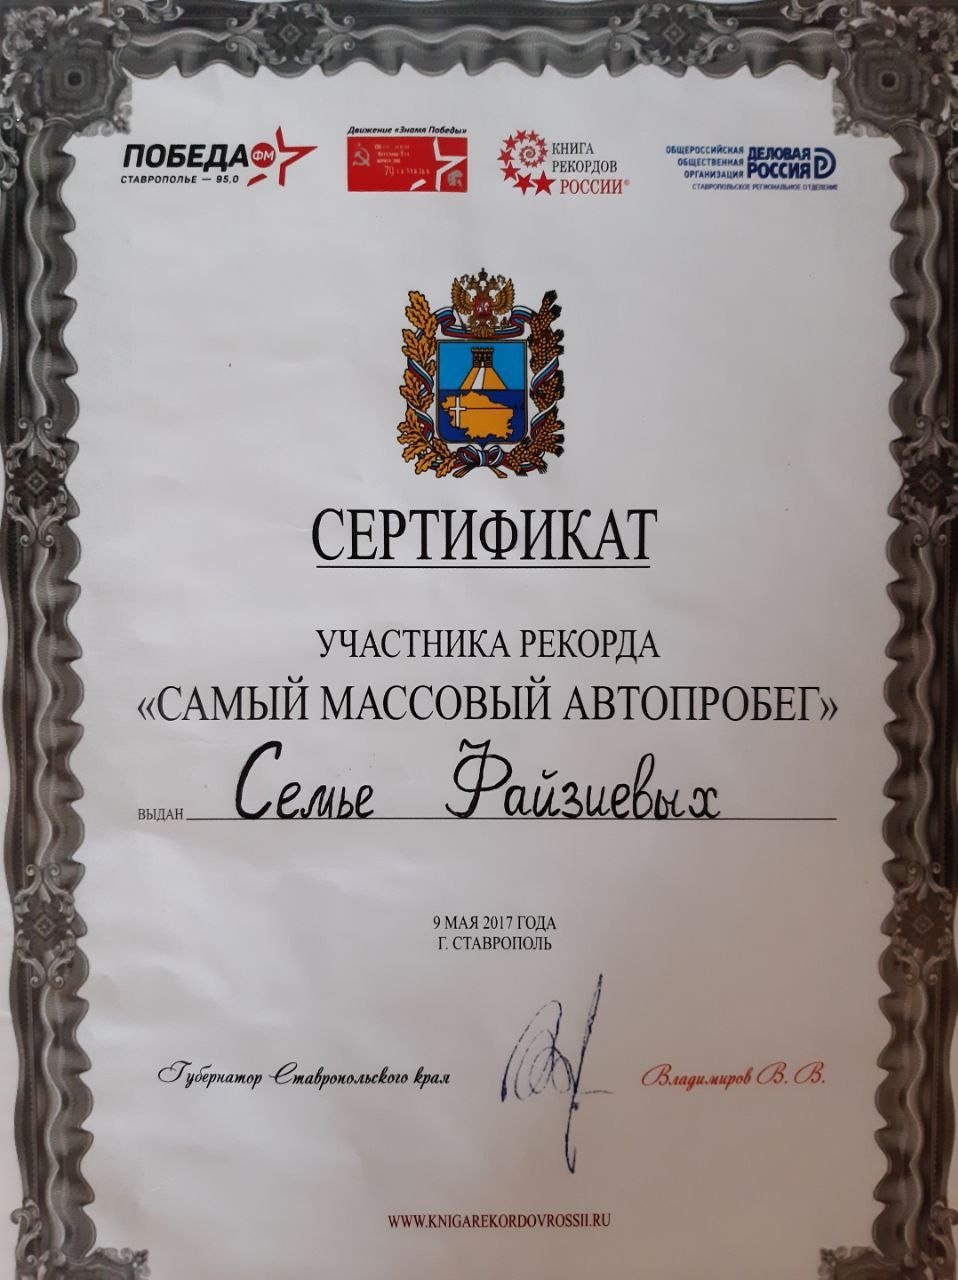 ПОБЕДА ФМ
СТАВРОПОЛЬЕ — 95,0
Движение «Знамя Победы»
КНИГА
РЕКОРДОВ
РОССИИ®
ОБЩЕРОССИЙСКАЯ
ОБЩЕСТВЕННАЯ
ОРГАНИЗАЦИЯ
ДЕЛОВАЯ
РОССИЯ
СТАВРОПОЛЬСКОЕ РЕГИОНАЛЬНОЕ ОТДЕЛЕНИЕ
СЕРТИФИКАТ
УЧАСТНИКА РЕКОРДА
«САМЫЙ МАССОВЫЙ АВТОПРОБЕГ»
ВЫДАН Семье Файзиевых
9 МАЯ 2017 ГОДА
Г. СТАВРОПОЛЬ
Губернатор Ставропольского края Владимиров В. В.
WWW.KNIGAREKORDOVROSSII.RU